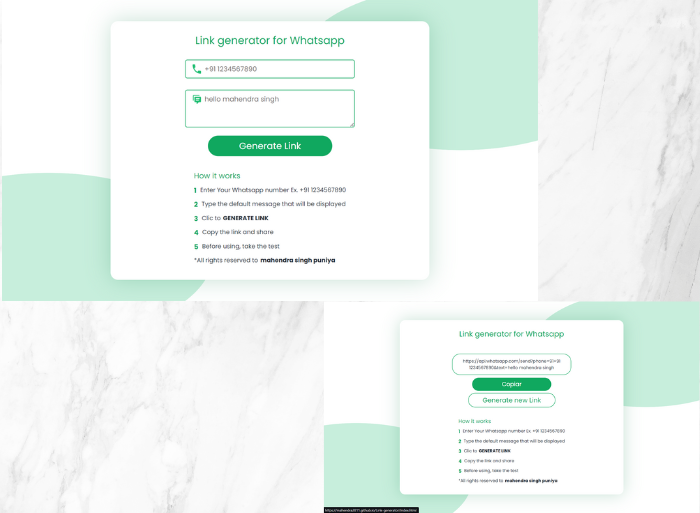 Link generator for Whatsapp
+91 1234567890
hello mahendra singh
Generate Link
How it works
1 Enter Your Whatsapp number Ex. +91 1234567890
2 Type the default message that will be displayed
3 Clic to GENERATE LINK
4 Copy the link and share
5 Before using, take the test
*All rights reserved to mahendra singh puniya
Link generator for Whatsapp
https://api.whatsapp.com/send?phone=91+91
1234567890&text=hello mahendra singh
Copiar
Generate new Link
How it works
1 Enter Your Whatsapp number Ex. +91 1234567890
2 Type the default message that will be displayed
3 Clic to GENERATE LINK
4 Copy the link and share
5 Before using, take the test
*All rights reserved to mahendra singh puniya